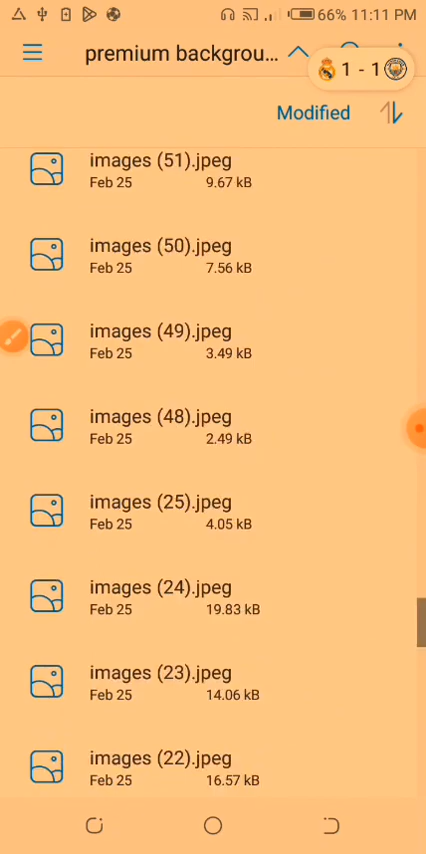 66% 11:11 PM
premium backgrou...
1 - 1
Modified
images (51).jpeg
Feb 25 9.67 kB
images (50).jpeg
Feb 25 7.56 kB
images (49).jpeg
Feb 25 3.49 kB
images (48).jpeg
Feb 25 2.49 kB
images (25).jpeg
Feb 25 4.05 kB
images (24).jpeg
Feb 25 19.83 kB
images (23).jpeg
Feb 25 14.06 kB
images (22).jpeg
Feb 25 16.57 kB